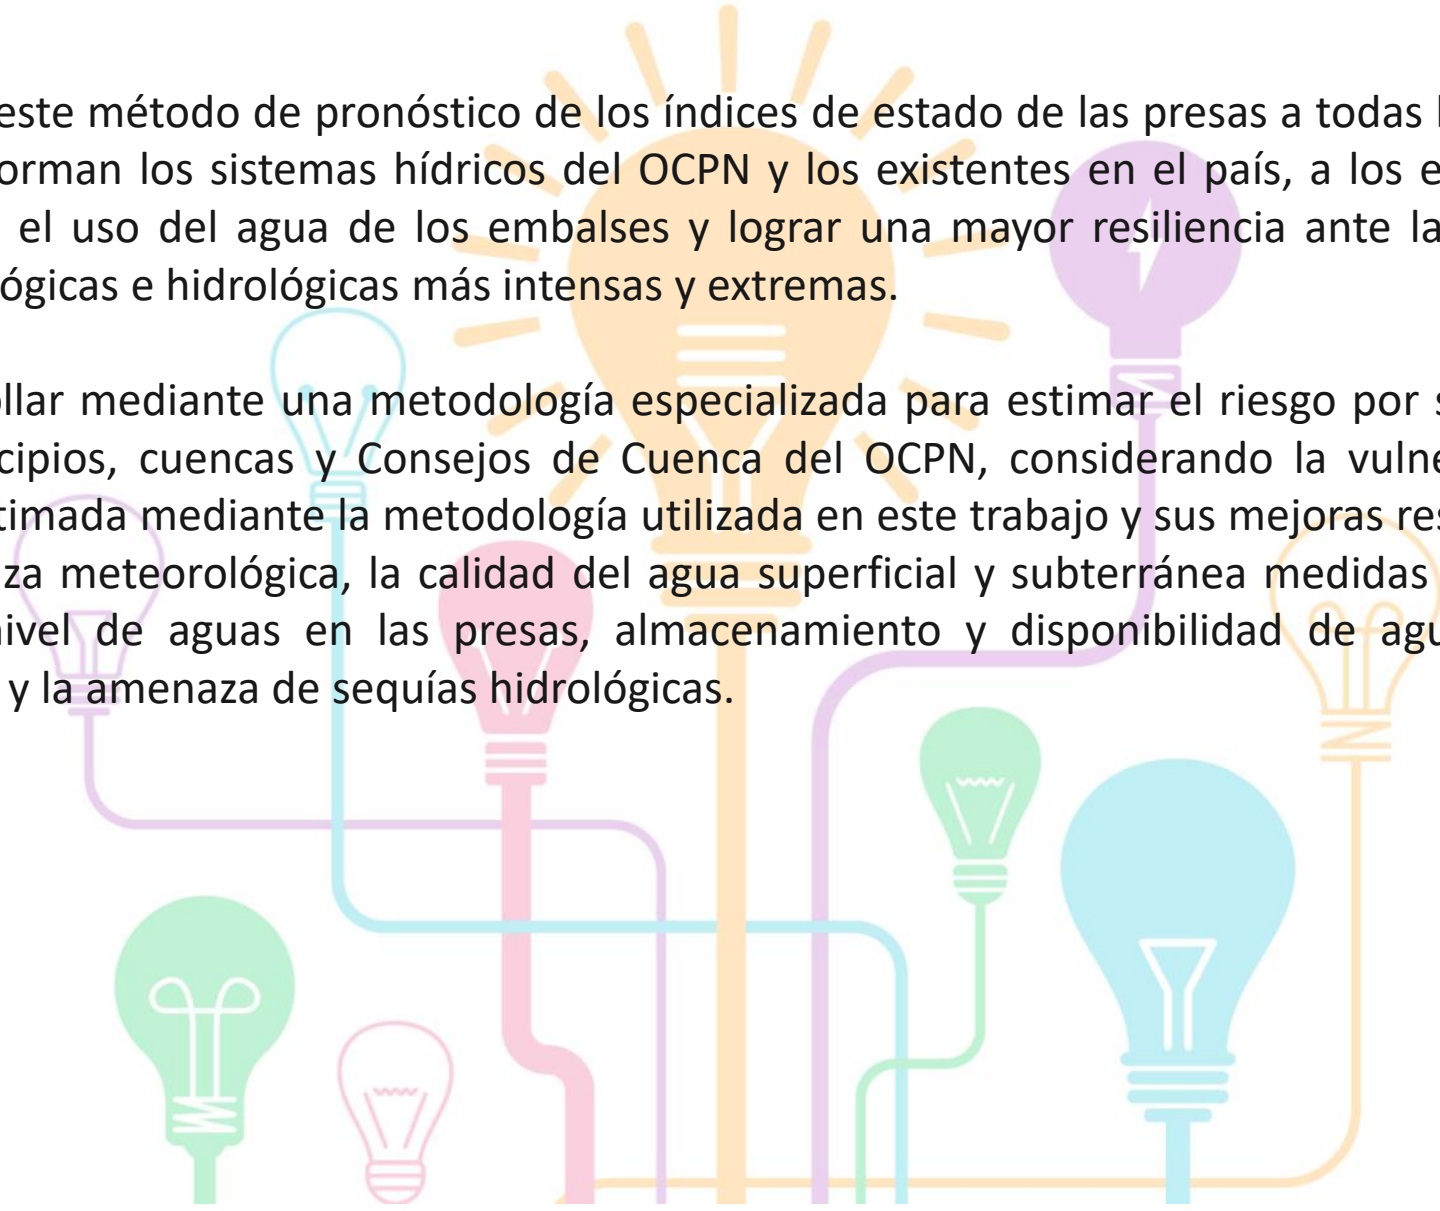 este método de pronóstico de los índices de estado de las presas a todas
orman los sistemas hídricos del OCPN y los existentes en el país, a los
el uso del agua de los embalses y lograr una mayor resiliencia ante la
ógicas e hidrológicas más intensas y extremas.
llar mediante una metodología especializada para estimar el riesgo por
cipios, cuencas y Consejos de Cuenca del OCPN, considerando la vulne
timada mediante la metodología utilizada en este trabajo y sus mejoras res
za meteorológica, la calidad del agua superficial y subterránea medidas
nivel de aguas en las presas, almacenamiento y disponibilidad de agu
y la amenaza de sequías hidrológicas.